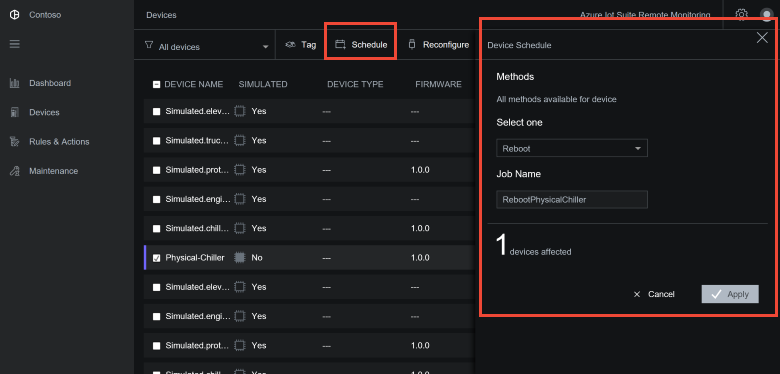 Contoso
Devices
Azure Iot Suite Remote Monitoring
All devices
Tag
Schedule
Reconfigure
Dashboard
Devices
Rules & Actions
Maintenance
DEVICE NAME SIMULATED DEVICE TYPE FIRMWARE
Simulated.elev... Yes --- ---
Simulated.truc... Yes --- ---
Simulated.prot... Yes --- 1.0.0
Simulated.engi... Yes --- ---
Simulated.chill... Yes --- 1.0.0
Physical-Chiller No --- 1.0.0
Simulated.elev... Yes --- ---
Simulated.engi... Yes --- ---
Simulated.prot... Yes --- 1.0.0
Simulated.chill... Yes --- 1.0.0
Device Schedule
Methods
All methods available for device
Select one
Reboot
Job Name
RebootPhysicalChiller
1 devices affected
Cancel
Apply